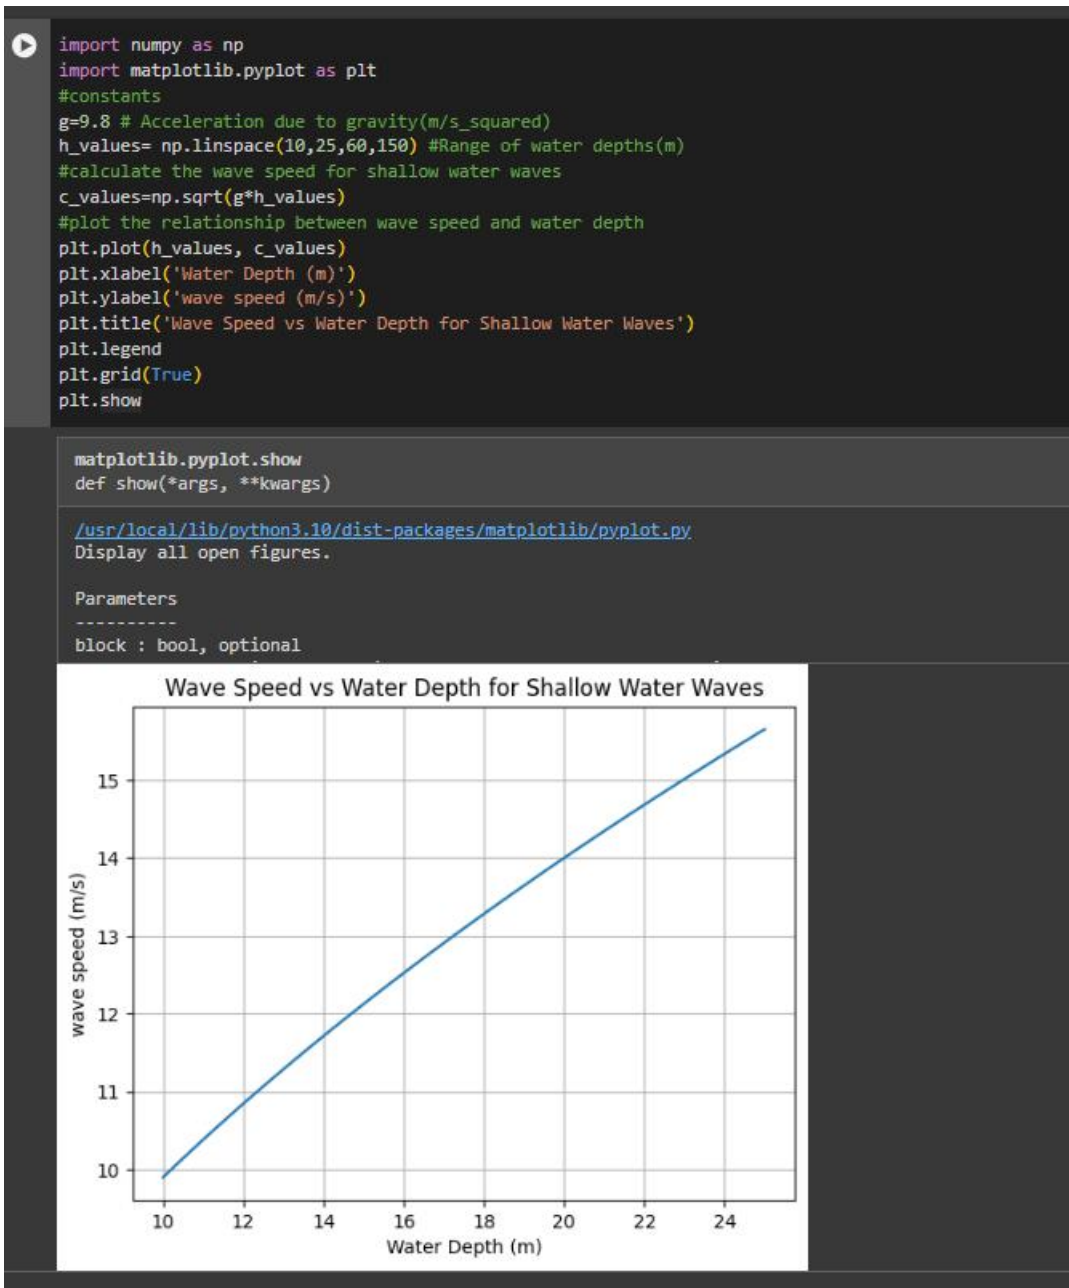 import numpy as np
import matplotlib.pyplot as plt
#constants
g=9.8 # Acceleration due to gravity(m/s_squared)
h_values= np.linspace(10,25,60,150) #Range of water depths(m)
#calculate the wave speed for shallow water waves
c_values=np.sqrt(g*h_values)
#plot the relationship between wave speed and water depth
plt.plot(h_values, c_values)
plt.xlabel('Water Depth (m)')
plt.ylabel('wave speed (m/s)')
plt.title('Wave Speed vs Water Depth for Shallow Water Waves')
plt.legend
plt.grid(True)
plt.show
matplotlib.pyplot.show
def show(*args, **kwargs)
/usr/local/lib/python3.10/dist-packages/matplotlib/pyplot.py
Display all open figures.
Parameters
----------
block : bool, optional
Wave Speed vs Water Depth for Shallow Water Waves
wave speed (m/s)
15
14
13
12
11
10
10 12 14 16 18 20 22 24
Water Depth (m)